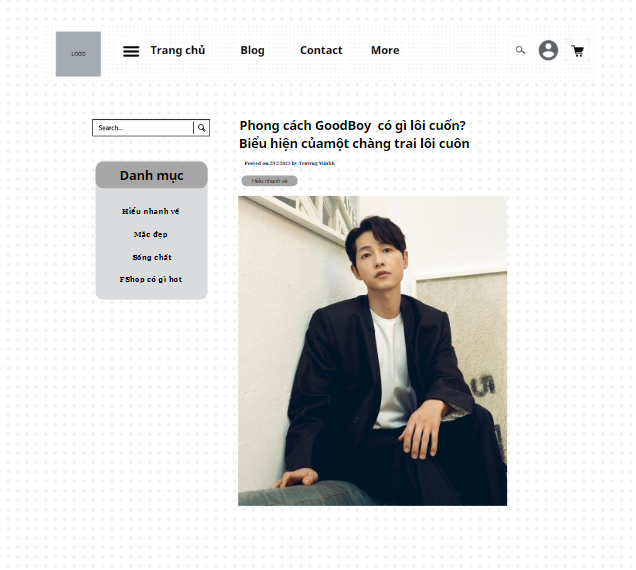 LOGO
Trang chủ
Blog
Contact
More
Search...
Danh mục
Hiểu nhanh về
Mặc đẹp
Sống chất
FShop có gì hot
Phong cách GoodBoy có gì lôi cuốn?
Biểu hiện củamột chàng trai lôi cuôn
Posted on 29/2/2023 by Trường Minhh
Hiểu nhanh về